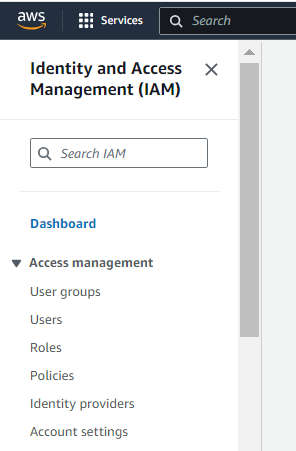 aws Services Search
Identity and Access
Management (IAM)
Search IAM
Dashboard
Access management
User groups
Users
Roles
Policies
Identity providers
Account settings